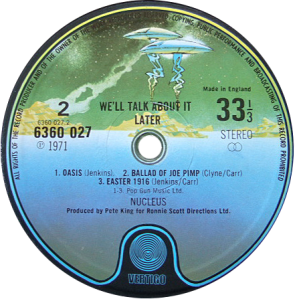 ALL RIGHTS OF THE RECORD PRODUCER AND OF THE OWNER OF THE
COPYING, PUBLIC PERFORMANCE AND BROADCASTING OF THIS RECORD PROHIBITED
WE'LL TALK ABOUT IT
LATER
Made in England
2
33⅓
6360 027 2
6360 027
STEREO
℗ 1971
1. OASIS (Jenkins). 2. BALLAD OF JOE PIMP (Clyne/Carr)
3. EASTER 1916 (Jenkins/Carr)
1-3 Pop Gun Music Ltd.
NUCLEUS
Produced by Pete King for Ronnie Scott Directions Ltd.
VERTIGO